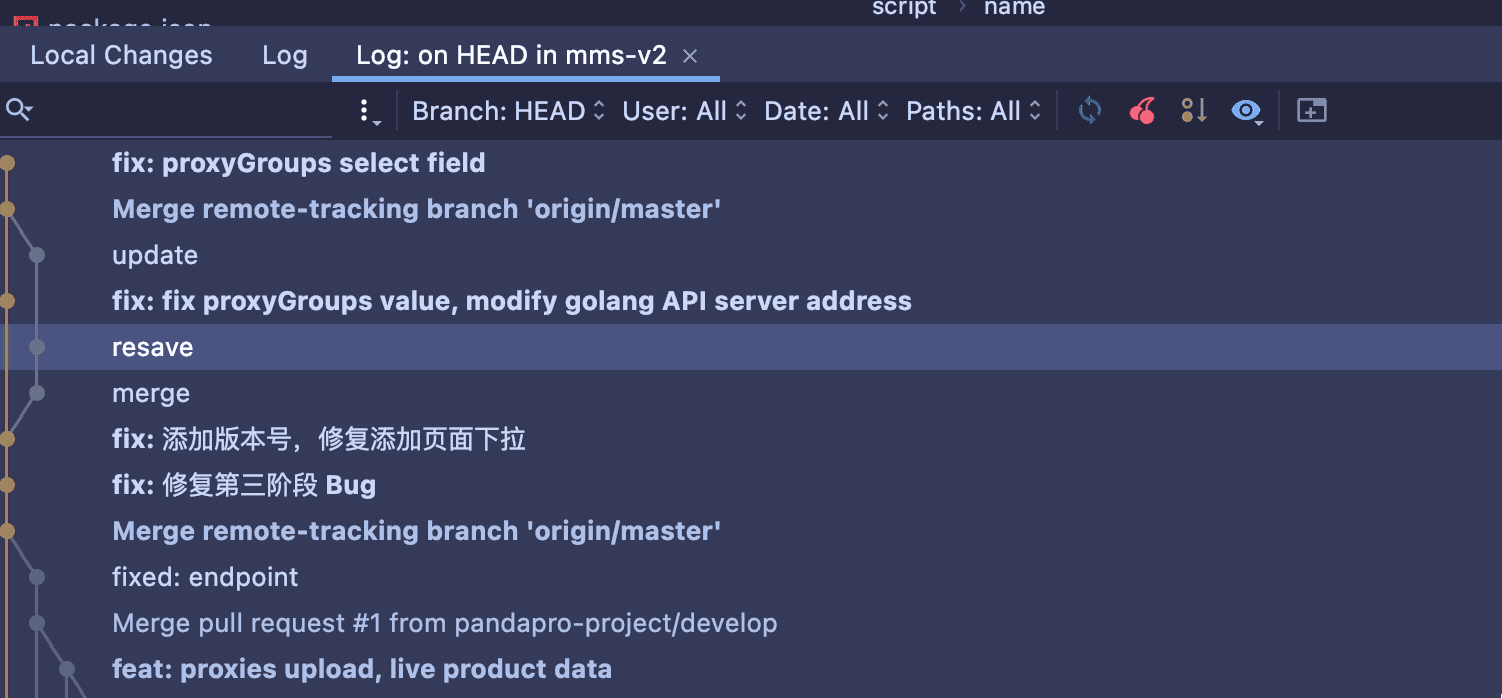 script › name
package.json
Local Changes Log Log: on HEAD in mms-v2 ×
Branch: HEAD User: All Date: All Paths: All
fix: proxyGroups select field
Merge remote-tracking branch 'origin/master'
update
fix: fix proxyGroups value, modify golang API server address
resave
merge
fix: 添加版本号，修复添加页面下拉
fix: 修复第三阶段 Bug
Merge remote-tracking branch 'origin/master'
fixed: endpoint
Merge pull request #1 from pandapro-project/develop
feat: proxies upload, live product data